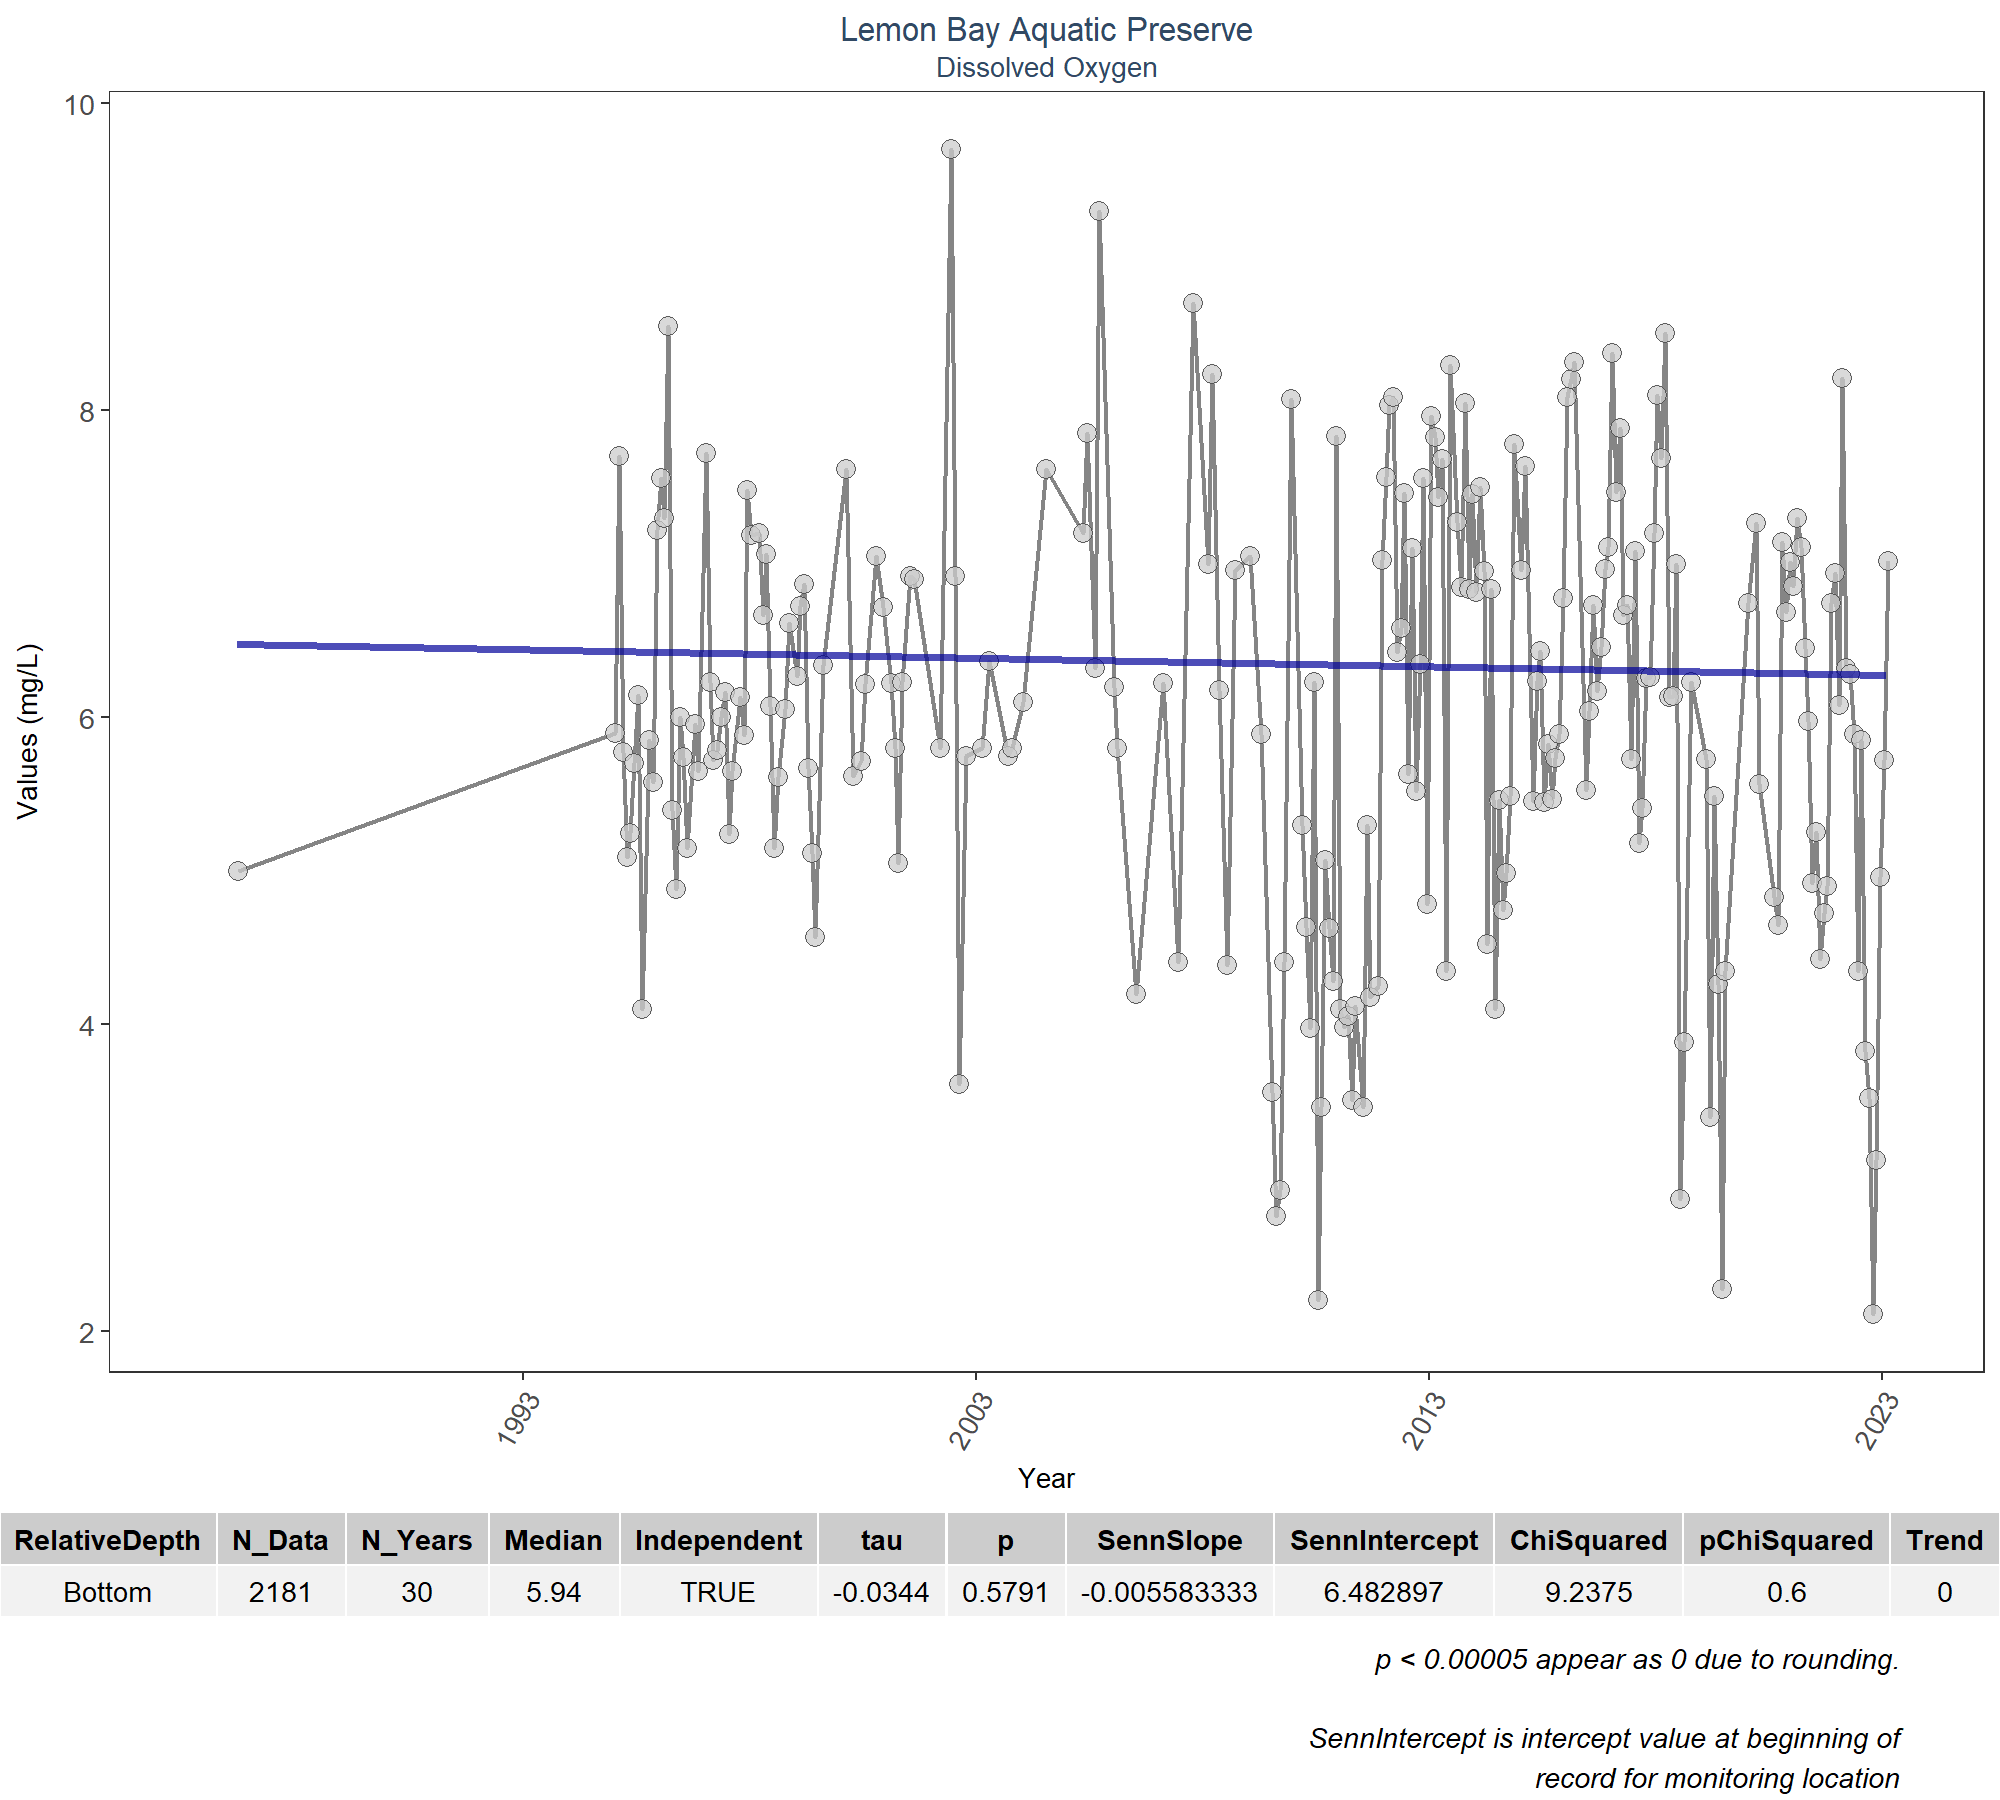 Lemon Bay Aquatic Preserve
Dissolved Oxygen
10
8
6
4
2
Values (mg/L)
1993
2003
2013
2023
Year
RelativeDepth N_Data N_Years Median Independent tau p SennSlope SennIntercept ChiSquared pChiSquared Trend
Bottom 2181 30 5.94 TRUE -0.0344 0.5791 -0.005583333 6.482897 9.2375 0.6 0
p < 0.00005 appear as 0 due to rounding.
SennIntercept is intercept value at beginning of
record for monitoring location